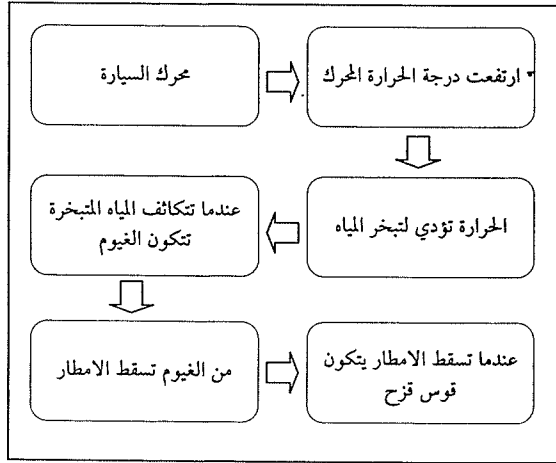 محرك السيارة
ارتفعت درجة الحرارة المحرك
الحرارة تؤدي لتبخر المياه
عندما تتكاثف المياه المتبخرة
تتكون الغيوم
من الغيوم تسقط الامطار
عندما تسقط الامطار يتكون
قوس قزح